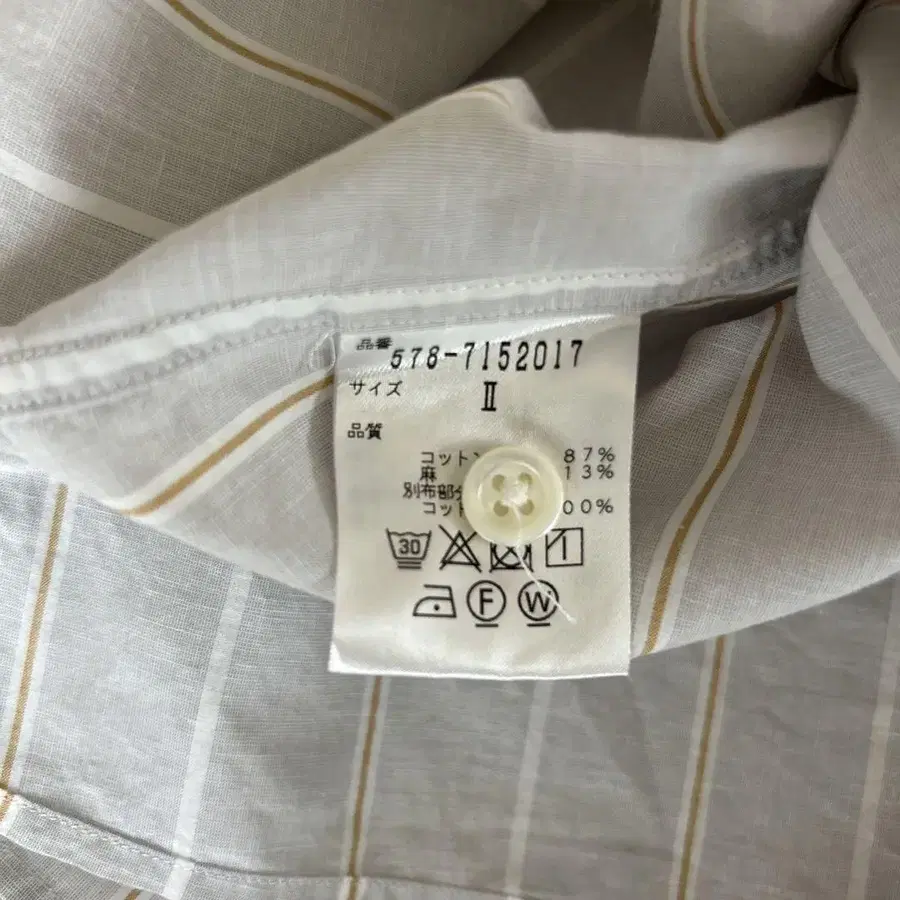 品番 578-7152017
サイズ Ⅱ
品質
コットン 87%
麻 13%
別布部分
コット 00%
30
F W